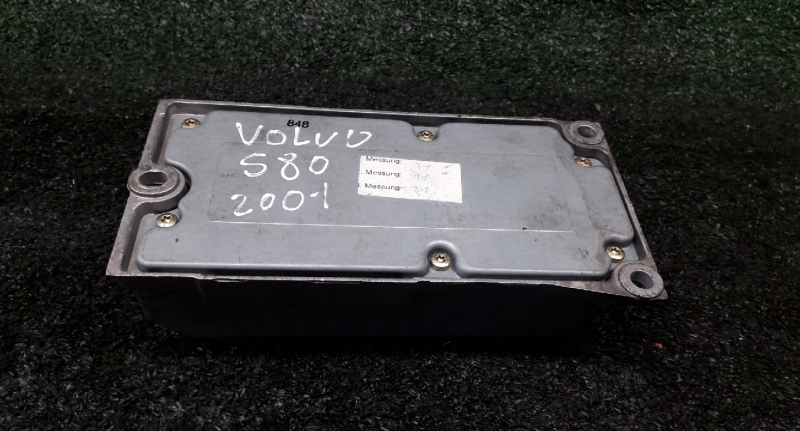 848
VOLVO
S80
2001
Messung:
. Messung:
. Messung: